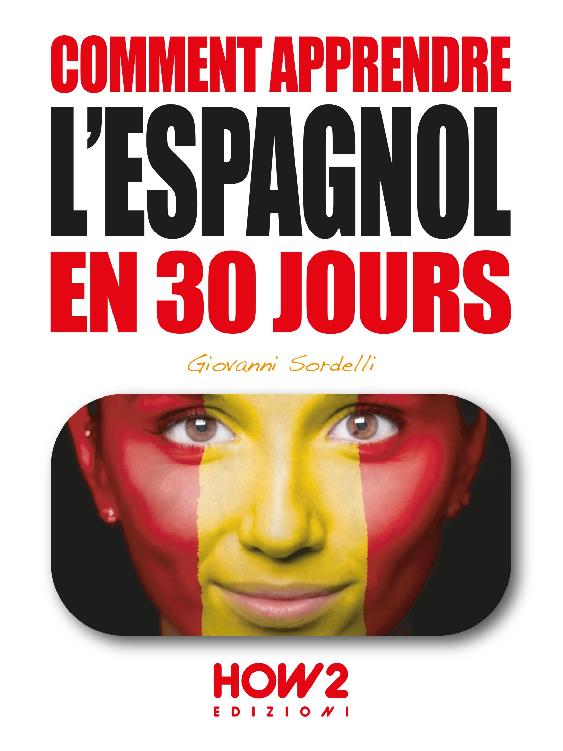 COMMENT APPRENDRE
L'ESPAGNOL
EN 30 JOURS
Giovanni Sordelli
HOW2
EDIZIONI